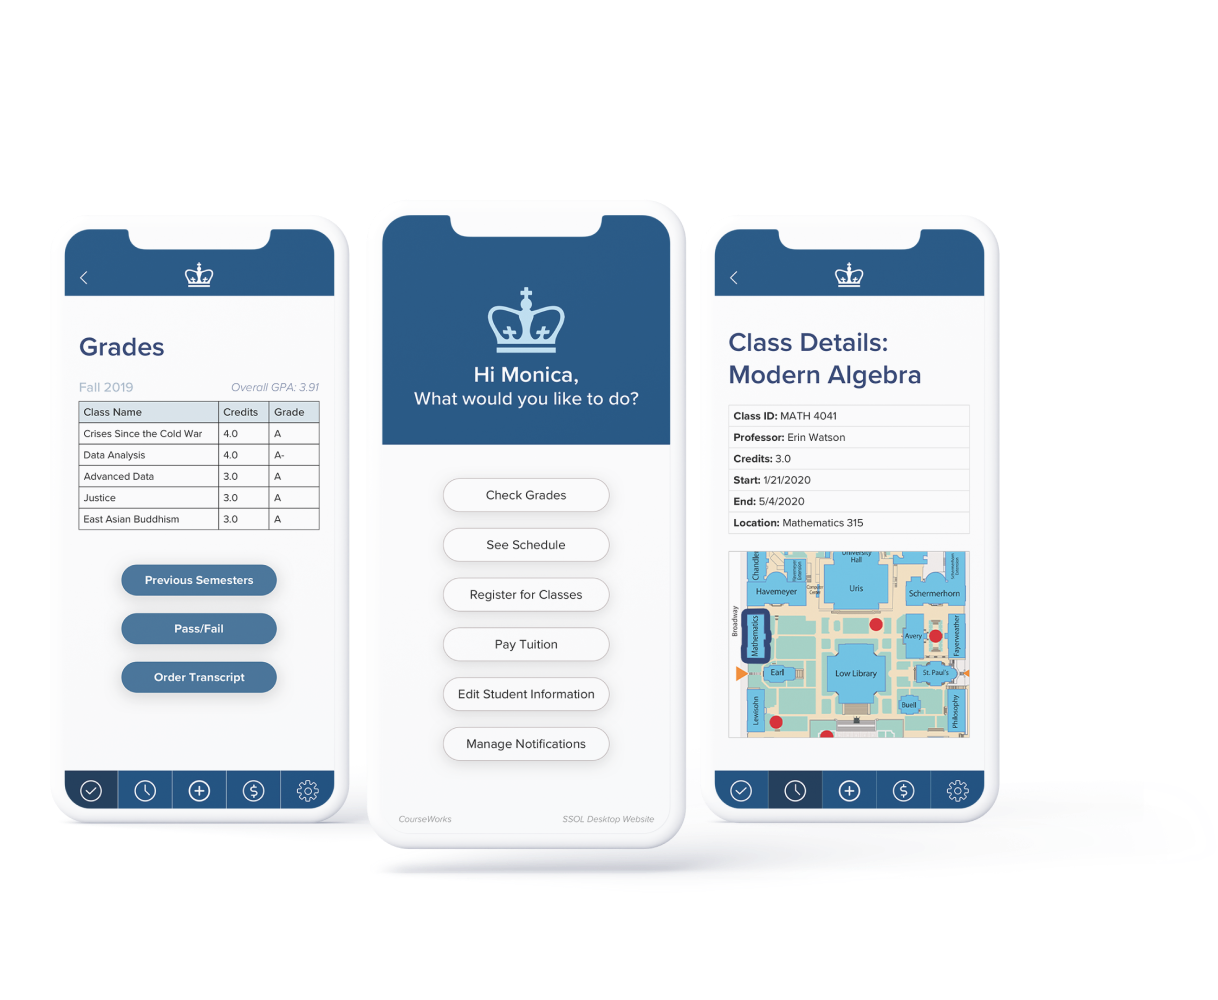 Grades
Fall 2019 Overall GPA: 3.91
Class Name Credits Grade
Crises Since the Cold War 4.0 A
Data Analysis 4.0 A-
Advanced Data 3.0 A
Justice 3.0 A
East Asian Buddhism 3.0 A
Previous Semesters
Pass/Fail
Order Transcript
Hi Monica,
What would you like to do?
Check Grades
See Schedule
Register for Classes
Pay Tuition
Edit Student Information
Manage Notifications
CourseWorks SSOL Desktop Website
Class Details:
Modern Algebra
Class ID: MATH 4041
Professor: Erin Watson
Credits: 3.0
Start: 1/21/2020
End: 5/4/2020
Location: Mathematics 315
University
Hall
Chandler
Havemeyer
Uris
Schermerhorn
Broadway
Mathematics
Avery
Fayerweather
Earl
Low Library
St. Paul's
Lewisohn
Buell
Philosophy